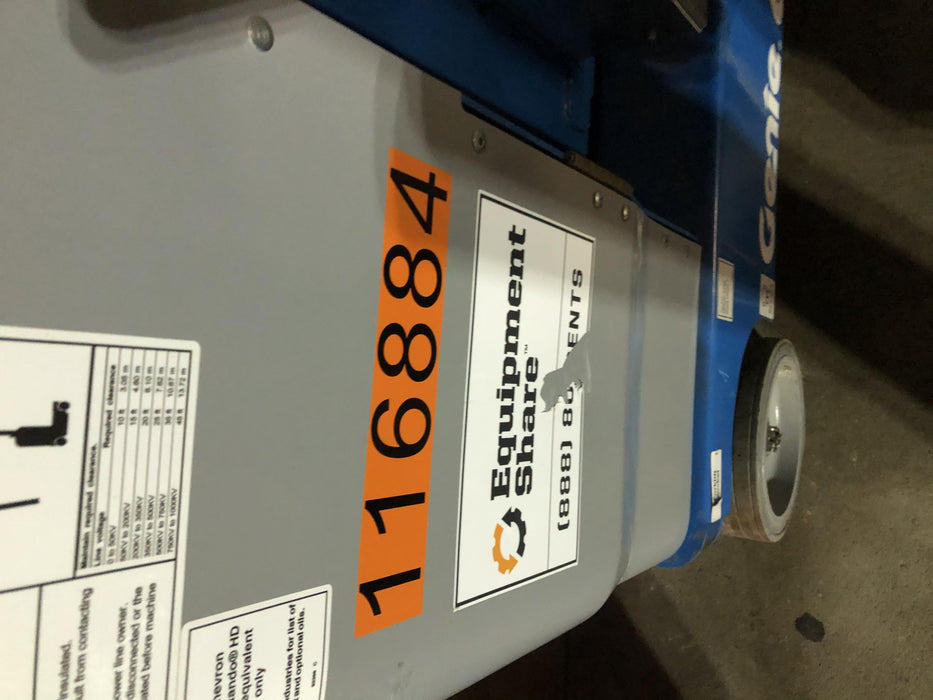 Genie
11684
Equipment
Share™
(888) 80
ENTS
Maintain required clearance.
Line voltage Required clearance
0 to 50KV 10 ft 3.05 m
50KV to 200KV 15 ft 4.60 m
200KV to 350KV 20 ft 6.10 m
350KV to 500KV 25 ft 7.62 m
500KV to 750KV 35 ft 10.67 m
750KV to 1000KV 45 ft 13.72 m
insulated.
ult from contacting
ower line owner.
disconnected or the
ated before machine
hevron
ando® HD
equivalent
only
dustries for list of
and optional oils.